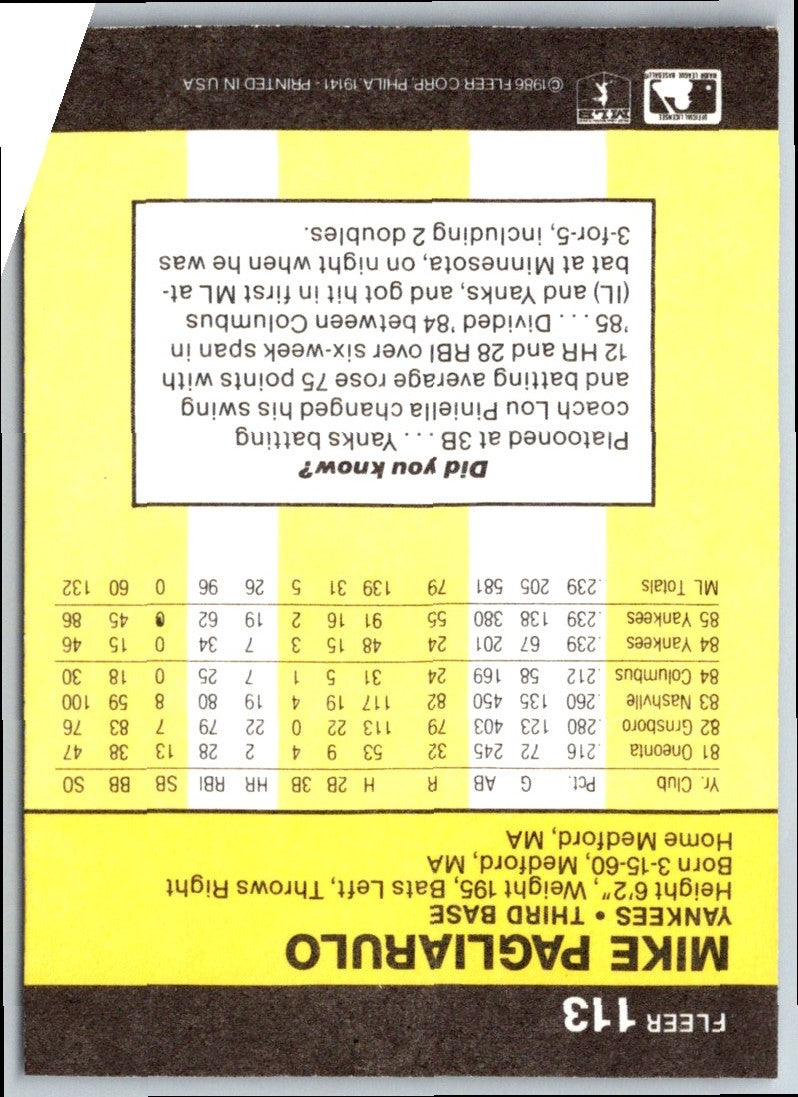 FLEER 113
MIKE PAGLIARULO
YANKEES • THIRD BASE
Height 6'2", Weight 195, Bats Left, Throws Right
Born 3-15-60, Medford, MA
Home Medford, MA
Yr. Club Pct. G AB R H 2B 3B HR RBI SB BB SO
81 Oneonta .216 72 245 32 53 9 4 2 28 13 38 47
82 Grnsboro .280 123 403 79 113 22 0 22 79 7 83 76
83 Nashville .260 135 450 82 117 19 4 19 80 8 59 100
84 Columbus .212 58 169 24 31 5 1 7 25 0 18 30
84 Yankees .239 67 201 24 48 15 3 7 34 0 15 46
85 Yankees .239 138 380 55 91 16 2 19 62 0 45 86
ML Totals .239 205 581 79 139 31 5 26 96 0 60 132
Did you know?
Platooned at 3B . . . Yanks batting
coach Lou Piniella changed his swing
and batting average rose 75 points with
12 HR and 28 RBI over six-week span in
'85 . . . Divided '84 between Columbus
(IL) and Yanks, and got hit in first ML at-
bat at Minnesota, on night when he was
3-for-5, including 2 doubles.
OFFICIAL LICENSEE
MAJOR LEAGUE BASEBALL
MLB
©1986 FLEER CORP. PHILA. 19141 - PRINTED IN USA